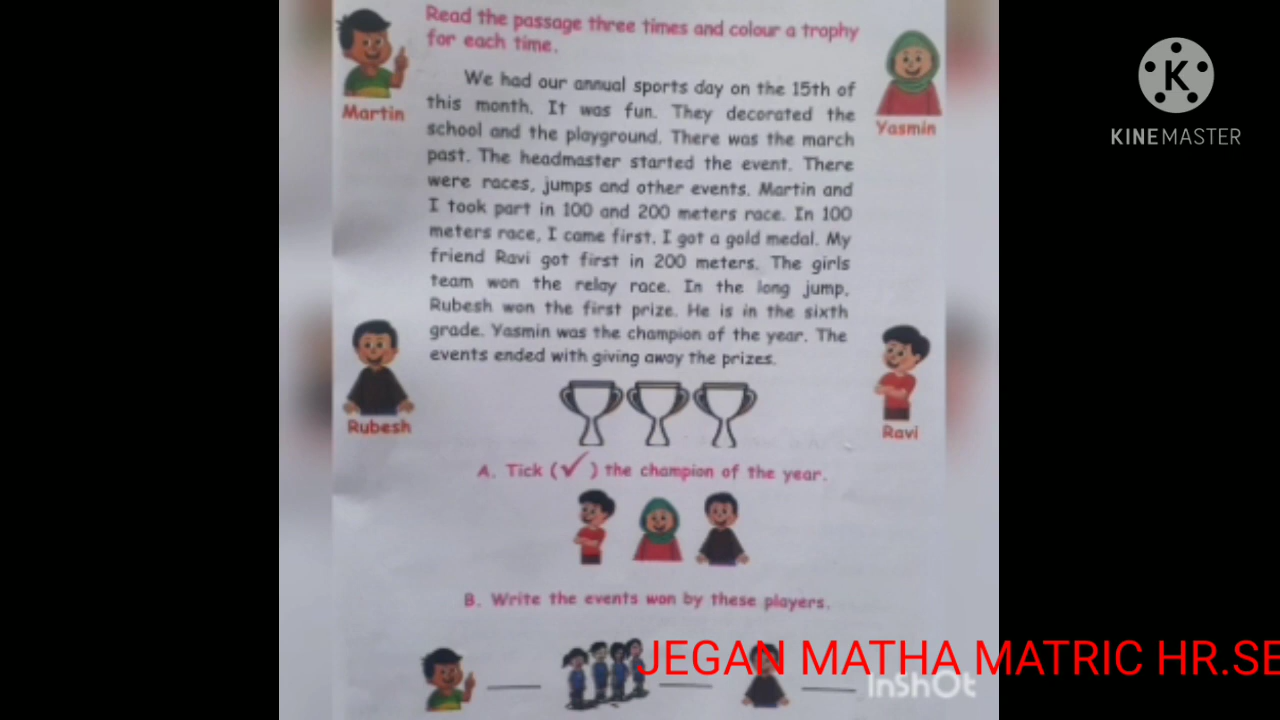 Read the passage three times and colour a trophy
for each time.
Martin
Yasmin
We had our annual sports day on the 15th of
this month. It was fun. They decorated the
school and the playground. There was the march
past. The headmaster started the event. There
were races, jumps and other events. Martin and
I took part in 100 and 200 meters race. In 100
meters race, I came first. I got a gold medal. My
friend Ravi got first in 200 meters. The girls
team won the relay race. In the long jump,
Rubesh won the first prize. He is in the sixth
grade. Yasmin was the champion of the year. The
events ended with giving away the prizes.
Rubesh
Ravi
A. Tick (✓) the champion of the year.
B. Write the events won by these players.
JEGAN MATHA MATRIC HR.SE
InShOt
K
KINEMASTER